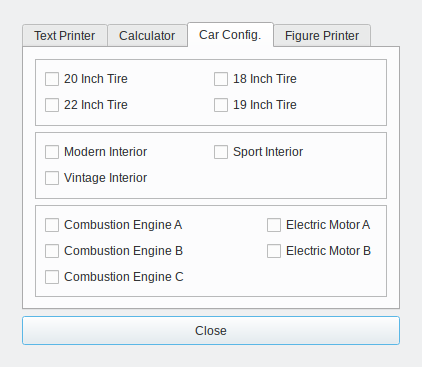 Text Printer Calculator Car Config. Figure Printer
20 Inch Tire 18 Inch Tire
22 Inch Tire 19 Inch Tire
Modern Interior Sport Interior
Vintage Interior
Combustion Engine A Electric Motor A
Combustion Engine B Electric Motor B
Combustion Engine C
Close